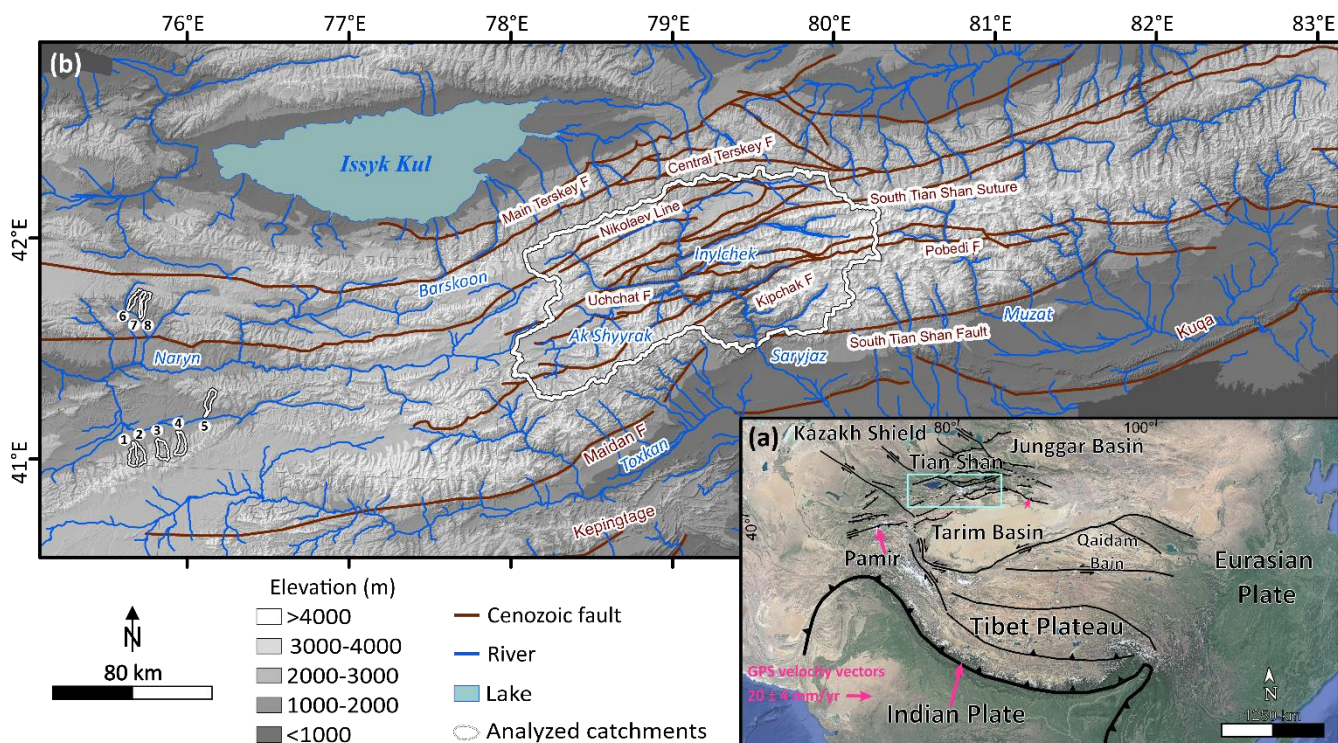 76°E 77°E 78°E 79°E 80°E 81°E 82°E 83°E
(b)
Issyk Kul
Main Terskey F
Central Terskey F
Nikolaev Line
South Tian Shan Suture
42°N
Barskoon
Inylchek
Pobedi F
Uchchat F
Kipchak F
6
7 8
Naryn
Ak Shyyrak
South Tian Shan Fault
Muzat
Kuqa
Saryjaz
1 2 3 4 5
41°N
Maidan F
Toxkan
Kepingtage
80° 100°
(a)
Kazakh Shield
Junggar Basin
Tian Shan
40°
Tarim Basin
Qaidam
Bain
Pamir
Eurasian
Plate
Tibet Plateau
GPS velocity vectors
20 ± 4 mm/yr
Indian Plate
N
1250 km
N
80 km
Elevation (m)
>4000
3000-4000
2000-3000
1000-2000
<1000
Cenozoic fault
River
Lake
Analyzed catchments